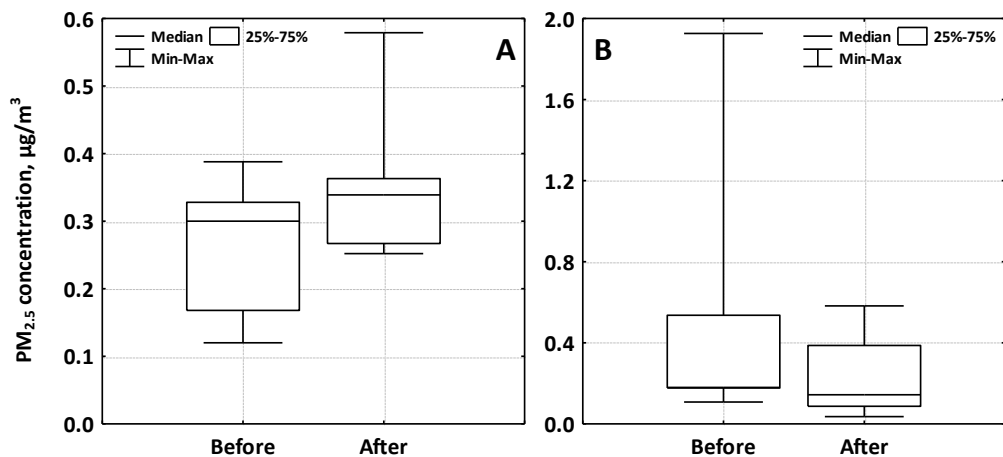 PM2.5 concentration, µg/m³
0.6
0.5
0.4
0.3
0.2
0.1
0.0
Median 25%-75%
Min-Max
A
Before After
2.0
1.6
1.2
0.8
0.4
0.0
B
Median 25%-75%
Min-Max
Before After